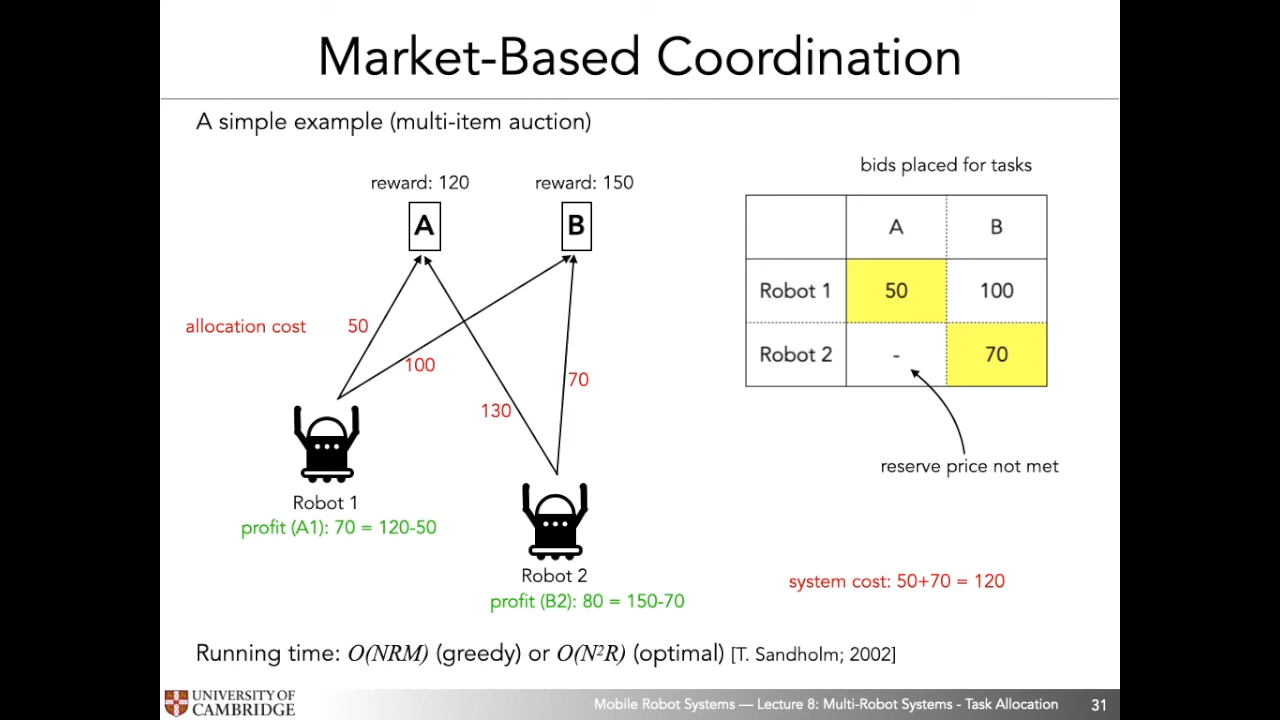 Market-Based Coordination
A simple example (multi-item auction)
reward: 120
reward: 150
A
B
allocation cost
50
100
130
70
Robot 1
profit (A1): 70 = 120-50
Robot 2
profit (B2): 80 = 150-70
bids placed for tasks
A B
Robot 1 50 100
Robot 2 - 70
reserve price not met
system cost: 50+70 = 120
Running time: O(NRM) (greedy) or O(N²R) (optimal) [T. Sandholm; 2002]
UNIVERSITY OF
CAMBRIDGE
Mobile Robot Systems — Lecture 8: Multi-Robot Systems - Task Allocation
31